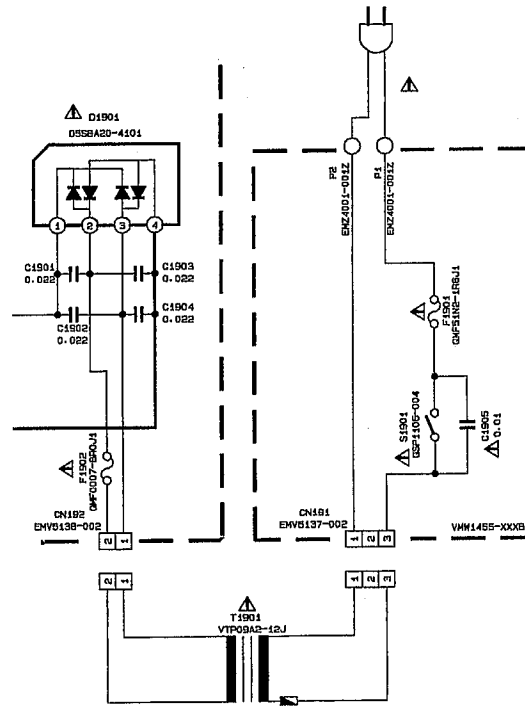 D1901
D5SBA20-4101
1 2 3 4
C1901
0.022
C1903
0.022
C1902
0.022
C1904
0.022
F1902
QMF0007-6R0J1
CN192
EMV5138-002
2 1
2 1
P2
EMZ4001-001Z
P1
EMZ4001-001Z
F1901
QMF51N2-1R6J1
S1901
QSP1106-004
C1905
0.01
CN191
EMV5137-002
1 2 3
VMW1455-XXXB
1 2 3
T1901
VTP09A2-12J